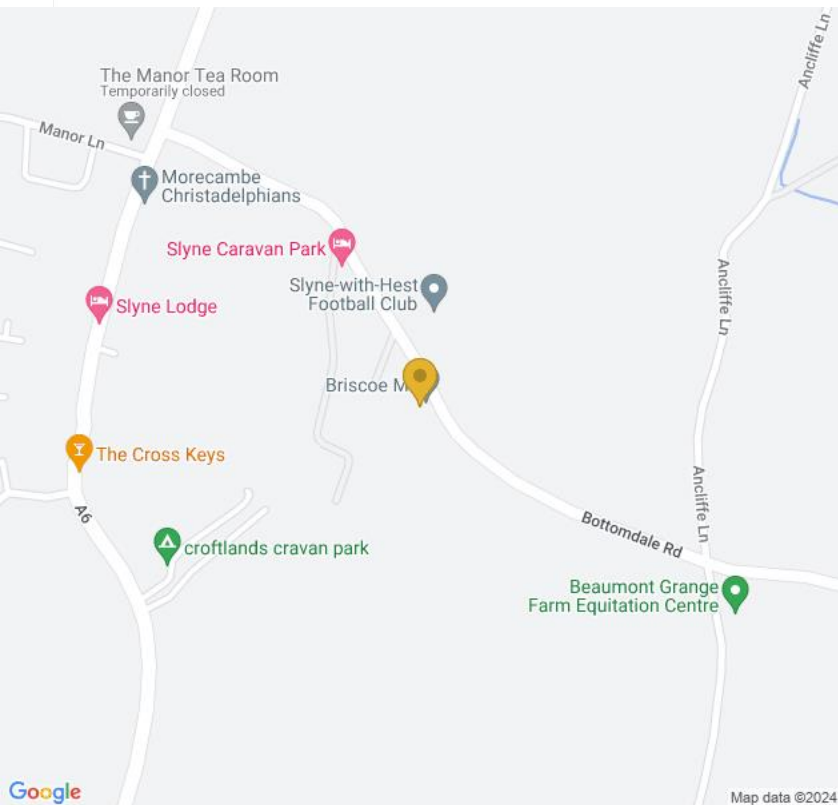 Ancliffe Ln
The Manor Tea Room
Temporarily closed
Manor Ln
Morecambe
Christadelphians
Slyne Caravan Park
Slyne-with-Hest
Football Club
Slyne Lodge
Ancliffe Ln
Briscoe M
The Cross Keys
Ancliffe Ln
A6
Bottomdale Rd
croftlands cravan park
Beaumont Grange
Farm Equitation Centre
Google
Map data ©2024